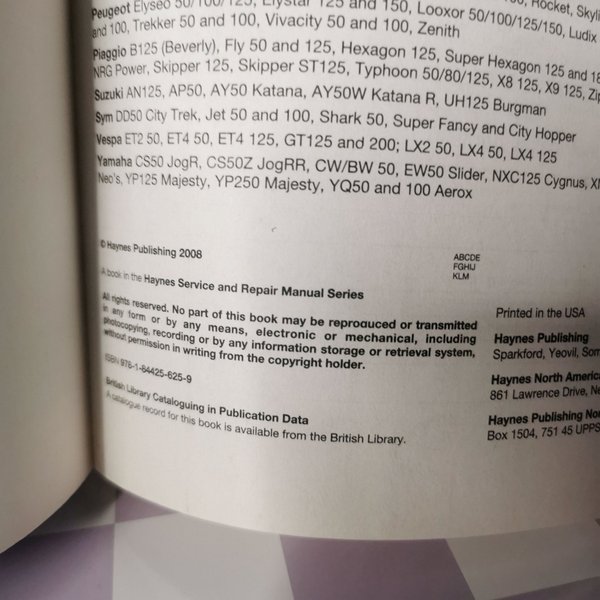 Peugeot Elyseo 50/100/125, Elystar 125 and 150, Looxor 50/100/125/150, Ludix
and 100, Trekker 50 and 100, Vivacity 50 and 100, Zenith
Piaggio B125 (Beverly), Fly 50 and 125, Hexagon 125, Super Hexagon 125 and
NRG Power, Skipper 125, Skipper ST125, Typhoon 50/80/125, X8 125, X9 125,
Suzuki AN125, AP50, AY50 Katana, AY50W Katana R, UH125 Burgman
Sym DD50 City Trek, Jet 50 and 100, Shark 50, Super Fancy and City Hopper
Vespa ET2 50, ET4 50, ET4 125, GT125 and 200; LX2 50, LX4 50, LX4 125
Yamaha CS50 JogR, CS50Z JogRR, CW/BW 50, EW50 Slider, NXC125 Cygnus,
Neo's, YP125 Majesty, YP250 Majesty, YQ50 and 100 Aerox
© Haynes Publishing 2008
ABCDE
FGHIJ
KLM
A book in the Haynes Service and Repair Manual Series
All rights reserved. No part of this book may be reproduced or transmitted
in any form or by any means, electronic or mechanical, including
photocopying, recording or by any information storage or retrieval system,
without permission in writing from the copyright holder.
ISBN 978-1-84425-625-9
British Library Cataloguing in Publication Data
A catalogue record for this book is available from the British Library.
Printed in the USA
Haynes Publishing
Sparkford, Yeovil,
Haynes North
861 Lawrence Drive,
Haynes Publishing
Box 1504, 751 45